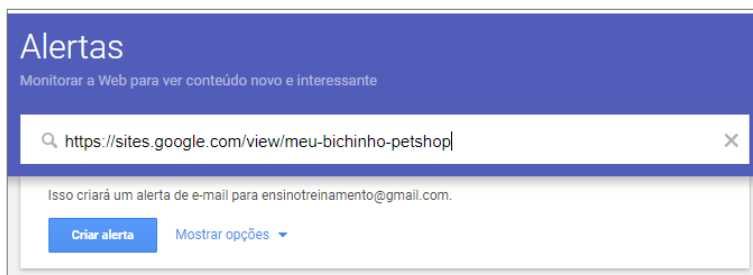 Alertas
Monitorar a Web para ver conteúdo novo e interessante
https://sites.google.com/view/meu-bichinho-petshop
Isso criará um alerta de e-mail para ensinotreinamento@gmail.com.
Criar alerta Mostrar opções